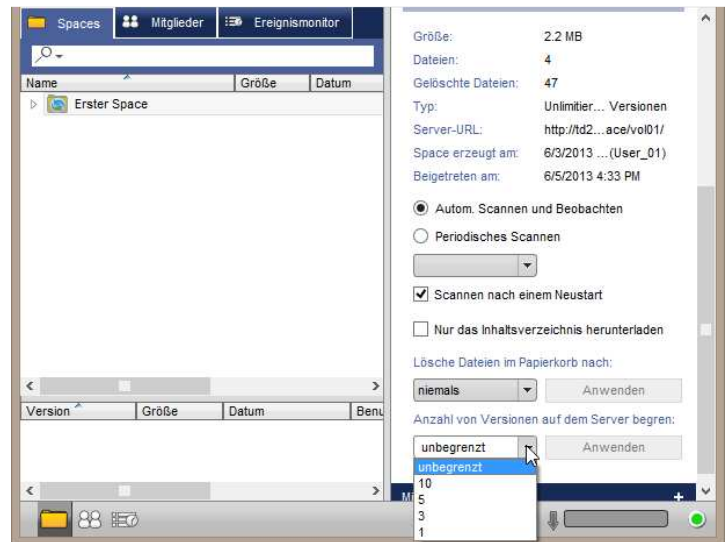 Spaces Mitglieder Ereignismonitor
Name Größe Datum
Erster Space
Version Größe Datum Benu
Größe: 2.2 MB
Dateien: 4
Gelöschte Dateien: 47
Typ: Unlimitier... Versionen
Server-URL: http://td2...ace/vol01/
Space erzeugt am: 6/3/2013 ...(User_01)
Beigetreten am: 6/5/2013 4:33 PM
Autom. Scannen und Beobachten
Periodisches Scannen
Scannen nach einem Neustart
Nur das Inhaltsverzeichnis herunterladen
Lösche Dateien im Papierkorb nach:
niemals Anwenden
Anzahl von Versionen auf dem Server begren:
unbegrenzt Anwenden
unbegrenzt
10
5
3
1